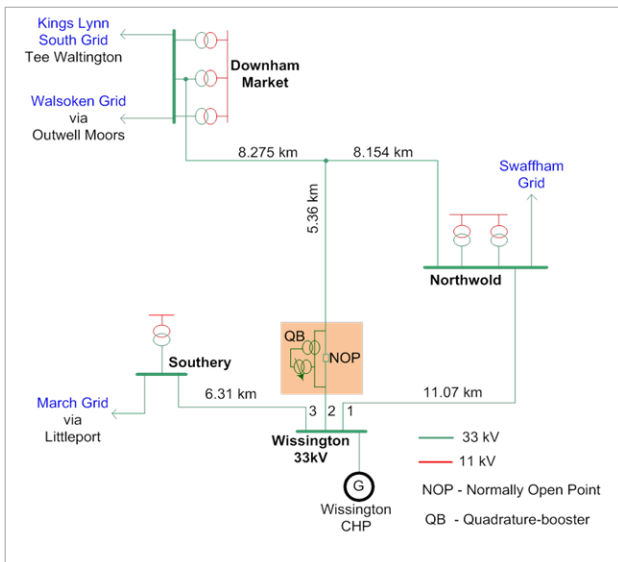 Kings Lynn
South Grid
Tee Waltington
Downham
Market
Walsoken Grid
via
Outwell Moors
8.275 km
8.154 km
Swaffham
Grid
5.36 km
Northwold
QB
NOP
Southery
March Grid
via
Littleport
6.31 km
11.07 km
3 2 1
Wissington
33kV
G
Wissington
CHP
33 kV
11 kV
NOP - Normally Open Point
QB - Quadrature-booster